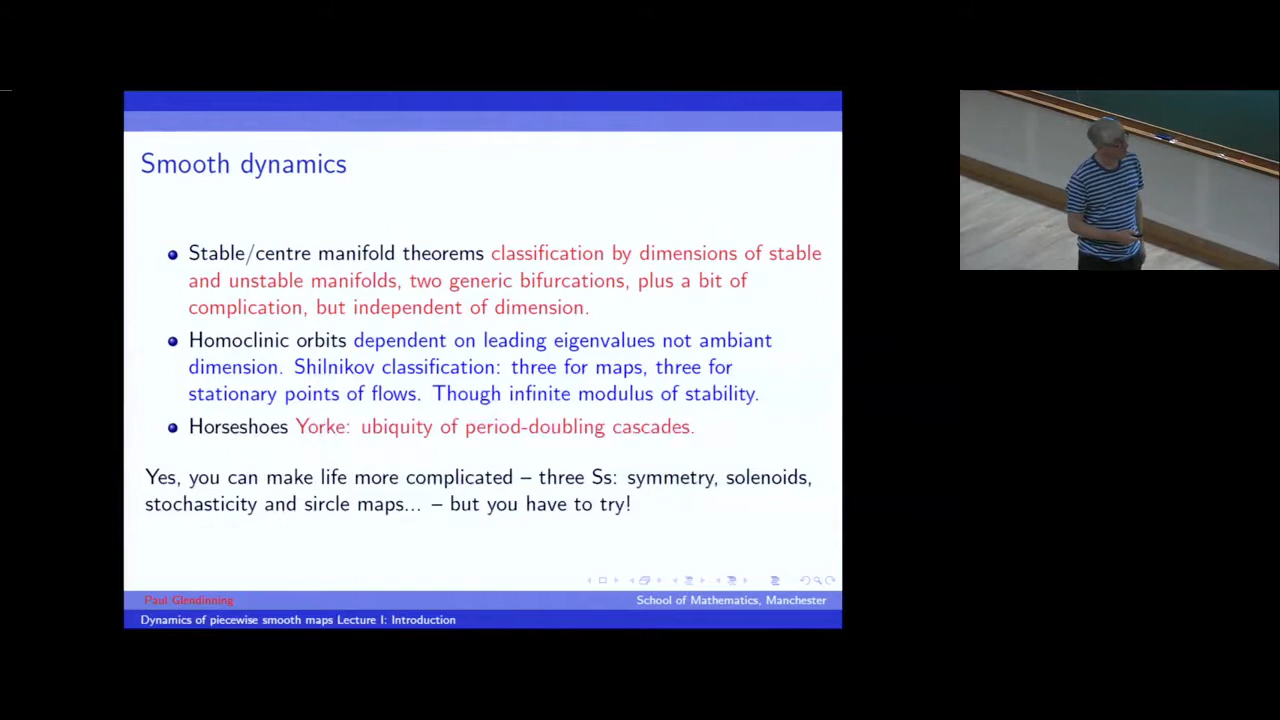 Smooth dynamics
Stable/centre manifold theorems classification by dimensions of stable
and unstable manifolds, two generic bifurcations, plus a bit of
complication, but independent of dimension.
Homoclinic orbits dependent on leading eigenvalues not ambiant
dimension. Shilnikov classification: three for maps, three for
stationary points of flows. Though infinite modulus of stability.
Horseshoes Yorke: ubiquity of period-doubling cascades.
Yes, you can make life more complicated – three Ss: symmetry, solenoids,
stochasticity and sircle maps... – but you have to try!
Paul Glendinning School of Mathematics, Manchester
Dynamics of piecewise smooth maps Lecture I: Introduction